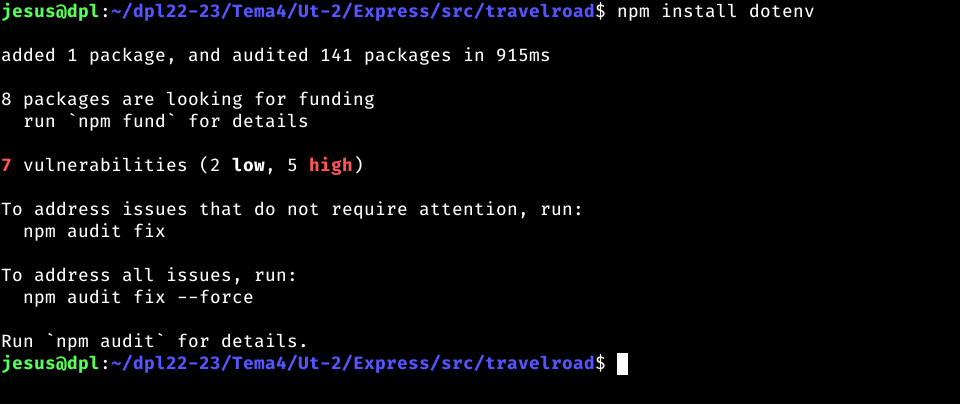 jesus@dpl:~/dpl22-23/Tema4/Ut-2/Express/src/travelroad$ npm install dotenv
added 1 package, and audited 141 packages in 915ms
8 packages are looking for funding
run `npm fund` for details
7 vulnerabilities (2 low, 5 high)
To address issues that do not require attention, run:
npm audit fix
To address all issues, run:
npm audit fix --force
Run `npm audit` for details.
jesus@dpl:~/dpl22-23/Tema4/Ut-2/Express/src/travelroad$